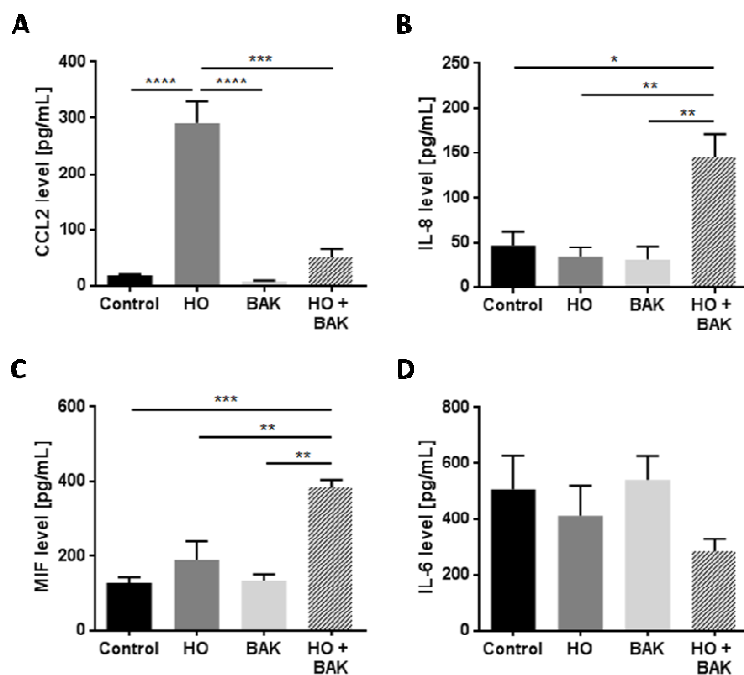 A
CCL2 level [pg/mL]
400
300
200
100
0
***
**** ****
Control HO BAK HO +
BAK
B
IL-8 level [pg/mL]
250
200
150
100
50
0
*
**
**
Control HO BAK HO +
BAK
C
MIF level [pg/mL]
600
400
200
0
***
**
**
Control HO BAK HO +
BAK
D
IL-6 level [pg/mL]
800
600
400
200
0
Control HO BAK HO +
BAK